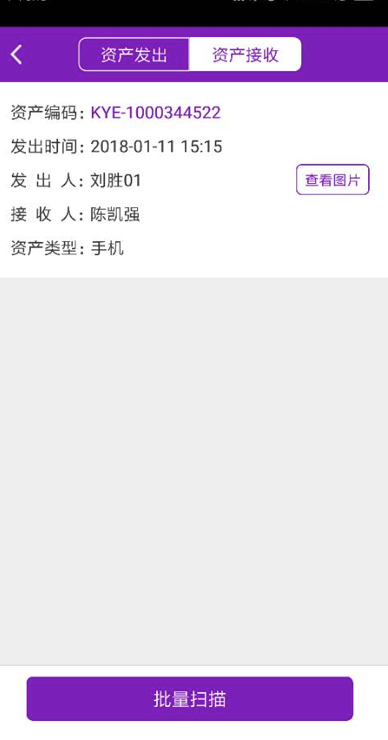 资产发出 资产接收
资产编码: KYE-1000344522
发出时间: 2018-01-11 15:15
发 出 人: 刘胜01
查看图片
接 收 人: 陈凯强
资产类型: 手机
批量扫描